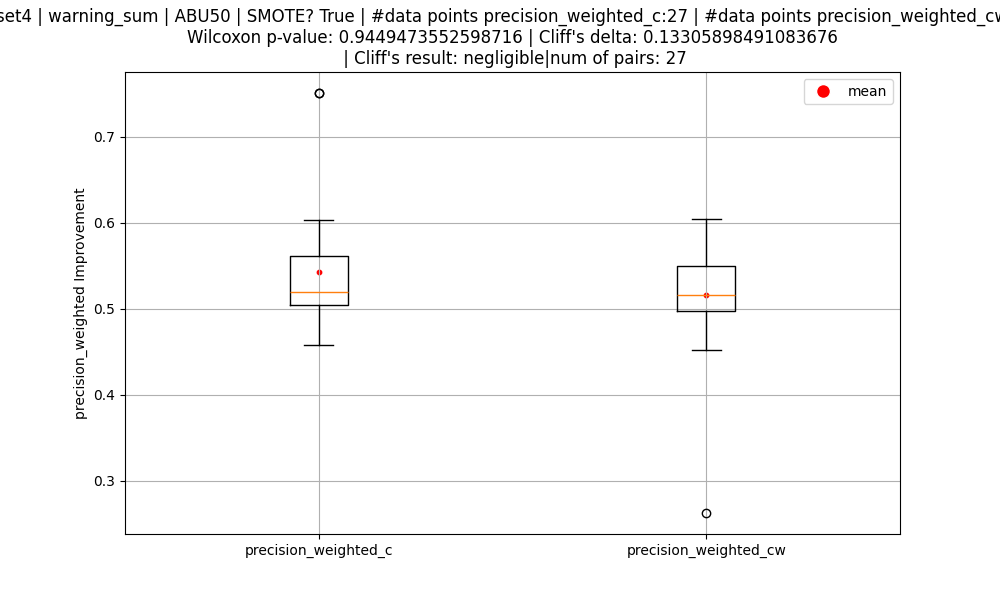 set4 | warning_sum | ABU50 | SMOTE? True | #data points precision_weighted_c:27 | #data points precision_weighted_cw
Wilcoxon p-value: 0.9449473552598716 | Cliff's delta: 0.13305898491083676
| Cliff's result: negligible|num of pairs: 27
mean
0.7
0.6
0.5
0.4
0.3
precision_weighted Improvement
precision_weighted_c
precision_weighted_cw